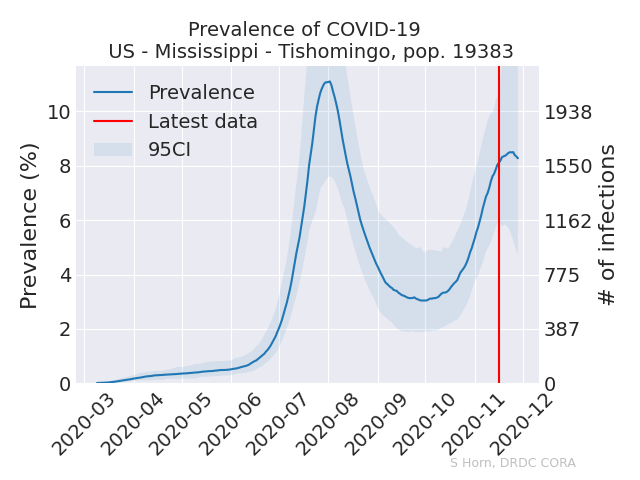 Prevalence of COVID-19
US - Mississippi - Tishomingo, pop. 19383
Prevalence
Latest data
95CI
Prevalence (%)
10
8
6
4
2
0
1938
1550
1162
775
387
0
# of infections
2020-03
2020-04
2020-05
2020-06
2020-07
2020-08
2020-09
2020-10
2020-11
2020-12
S Horn, DRDC CORA